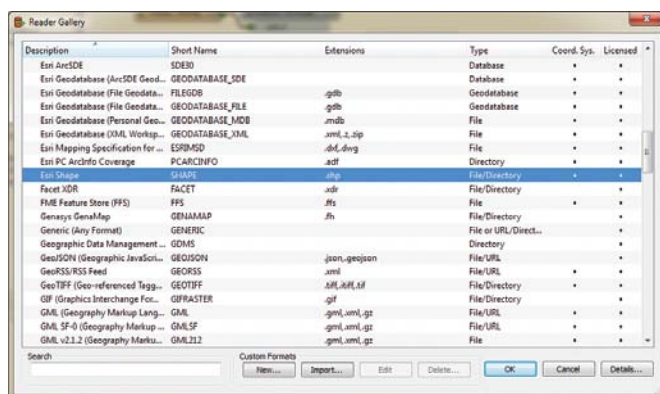 Reader Gallery
Description Short Name Extensions Type Coord. Sys. Licensed
Esri ArcSDE SDE30 Database
Esri Geodatabase (ArcSDE Geod... GEODATABASE_SDE Database
Esri Geodatabase (File Geodata... FILEGDB .gdb Geodatabase
Esri Geodatabase (File Geodata... GEODATABASE_FILE .gdb Geodatabase
Esri Geodatabase (Personal Geo... GEODATABASE_MDB .mdb File
Esri Geodatabase (XML Worksp... GEODATABASE_XML .xml,.z,.zip File
Esri Mapping Specification for ... ESRIMSD .dxf,.dwg File
Esri PC ArcInfo Coverage PCARCINFO .adf Directory
Esri Shape SHAPE .shp File/Directory
Facet XDR FACET .xdr File/Directory
FME Feature Store (FFS) FFS .ffs File
Genasys GenaMap GENAMAP .fh File/Directory
Generic (Any Format) GENERIC File or URL/Direct...
Geographic Data Management ... GDMS Directory
GeoJSON (Geographic JavaScri... GEOJSON .json,.geojson File/URL
GeoRSS/RSS Feed GEORSS .xml File/URL
GeoTIFF (Geo-referenced Tagg... GEOTIFF .tiff,.tif File/Directory
GIF (Graphics Interchange For... GIFRASTER .gif File/Directory
GML (Geography Markup Lang... GML .gml,.xml,.gz File/URL
GML SF-0 (Geography Markup ... GMLSF .gml,.xml,.gz File/URL
GML v2.1.2 (Geography Marku... GML212 .gml,.xml,.gz File
Search Custom Formats
New... Import... Edit Delete... OK Cancel Details...